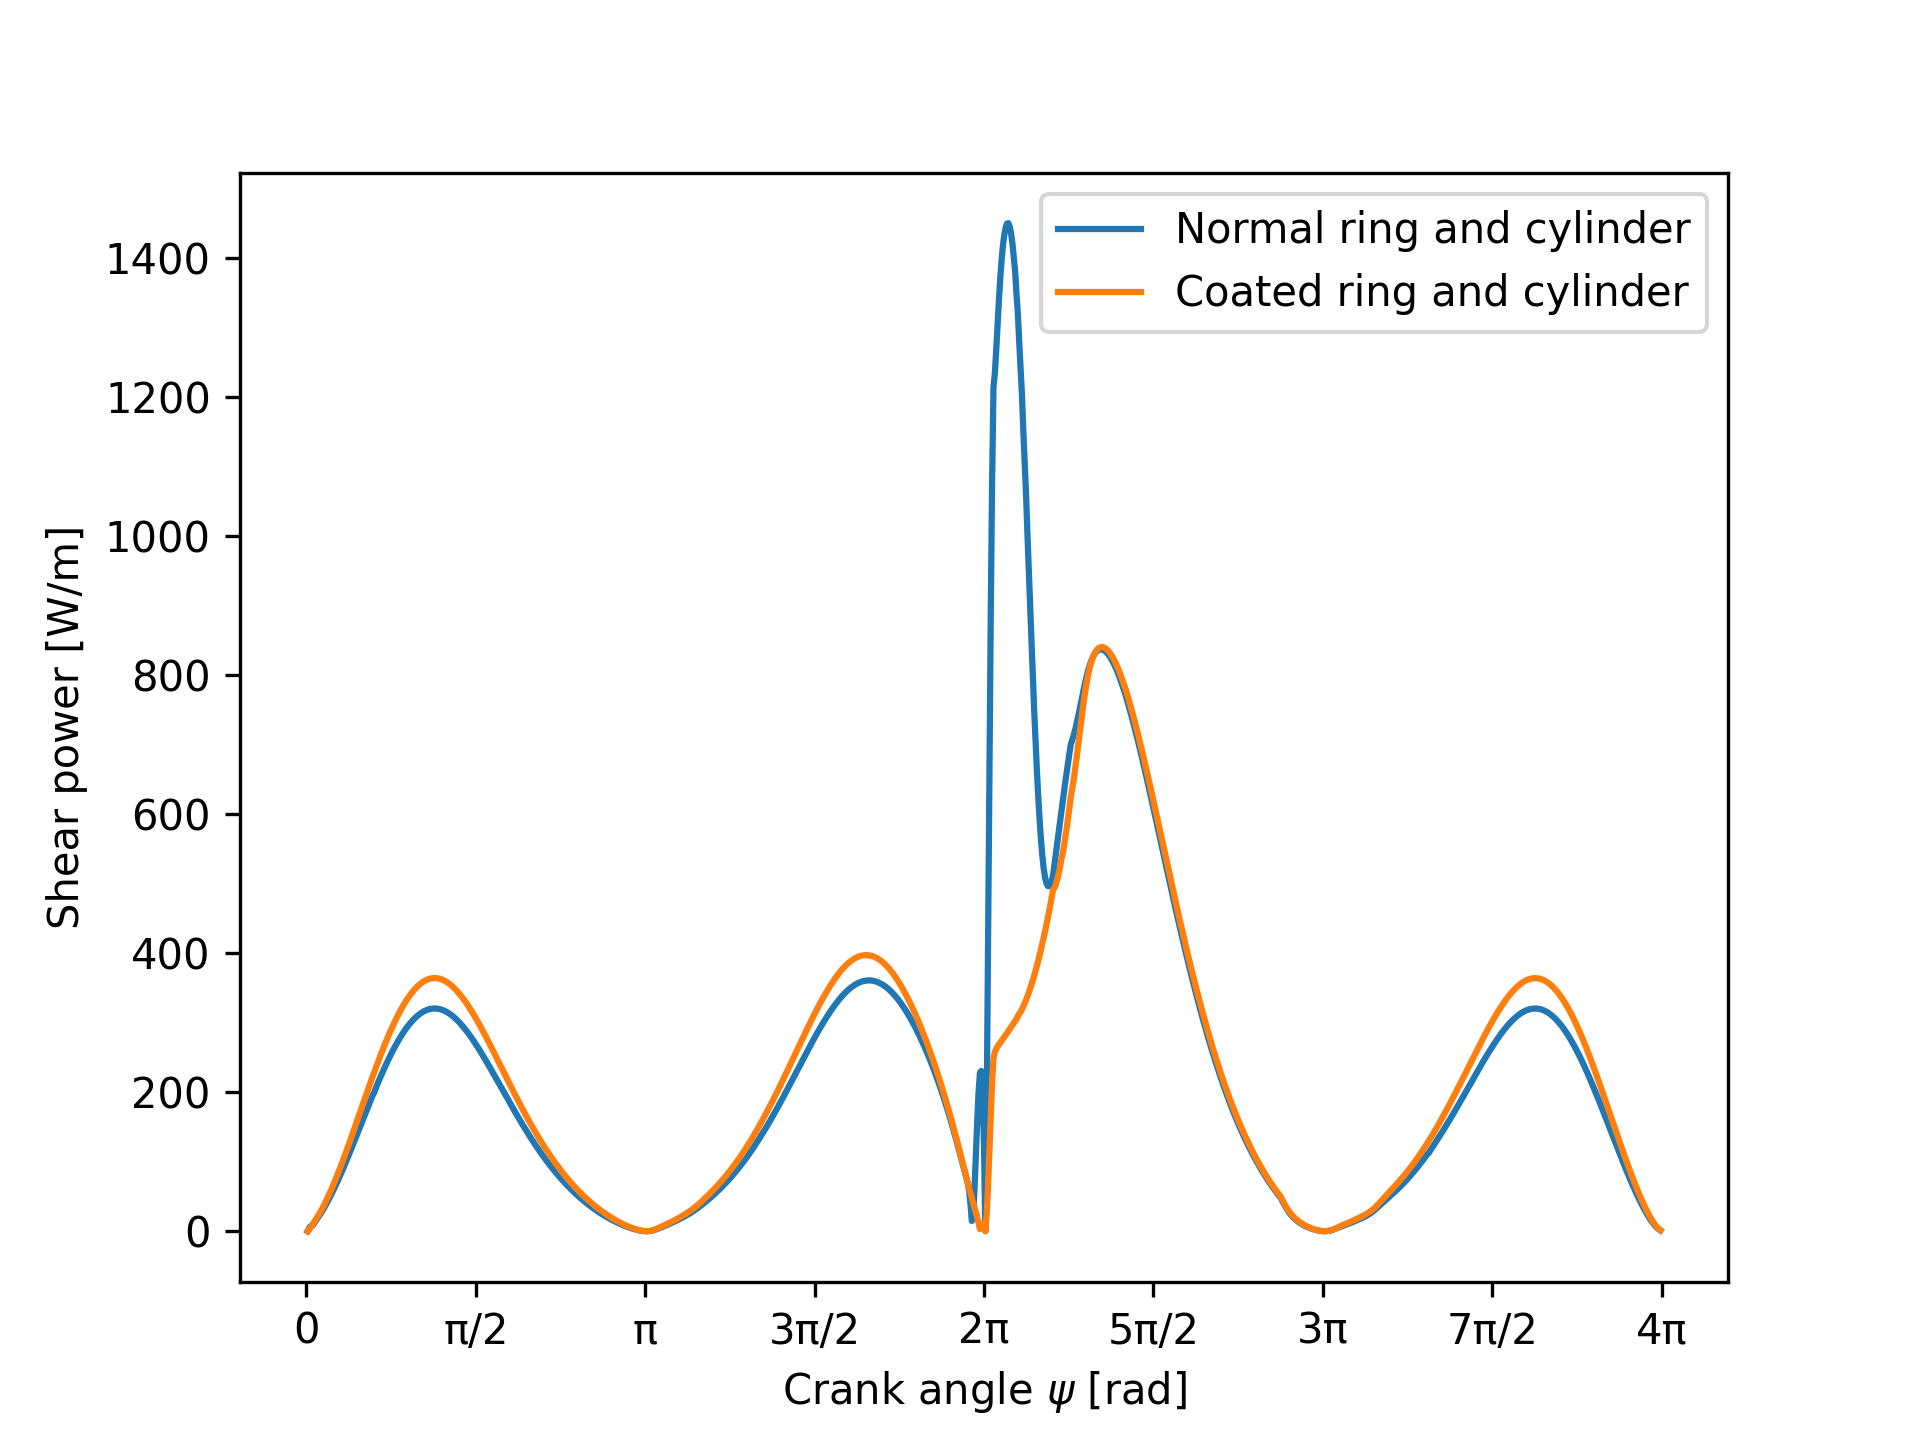 Normal ring and cylinder
Coated ring and cylinder
1400
1200
1000
800
600
400
200
0
Shear power [W/m]
0 π/2 π 3π/2 2π 5π/2 3π 7π/2 4π
Crank angle ψ [rad]